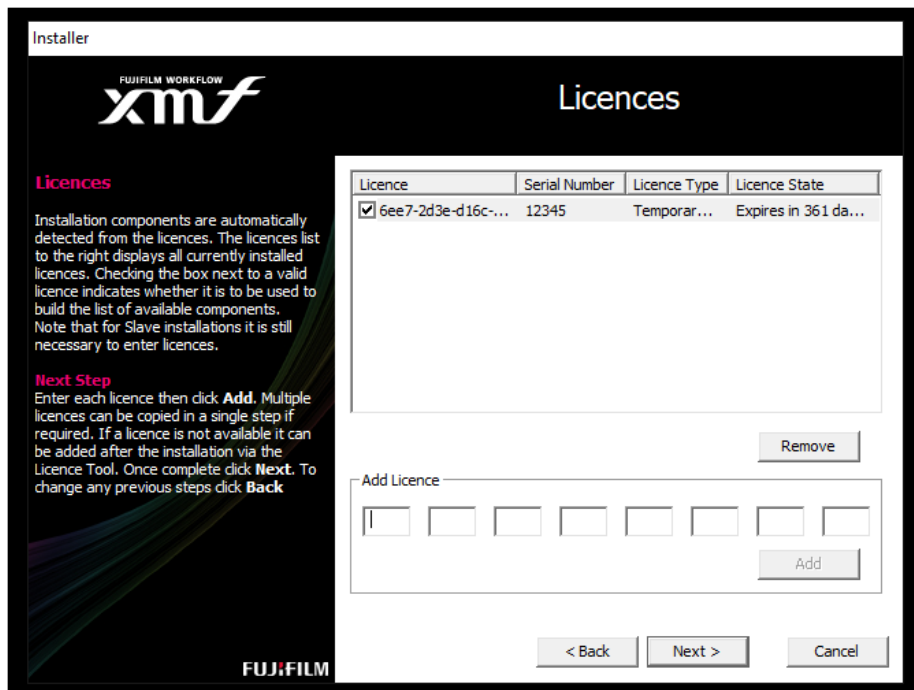 Installer
FUJIFILM WORKFLOW
xmf
Licences
Licences
Installation components are automatically
detected from the licences. The licences list
to the right displays all currently installed
licences. Checking the box next to a valid
licence indicates whether it is to be used to
build the list of available components.
Note that for Slave installations it is still
necessary to enter licences.
Next Step
Enter each licence then click Add. Multiple
licences can be copied in a single step if
required. If a licence is not available it can
be added after the installation via the
Licence Tool. Once complete click Next. To
change any previous steps click Back
FUJIFILM
Licence Serial Number Licence Type Licence State
6ee7-2d3e-d16c-... 12345 Temporar... Expires in 361 da...
Remove
Add Licence
Add
< Back Next > Cancel